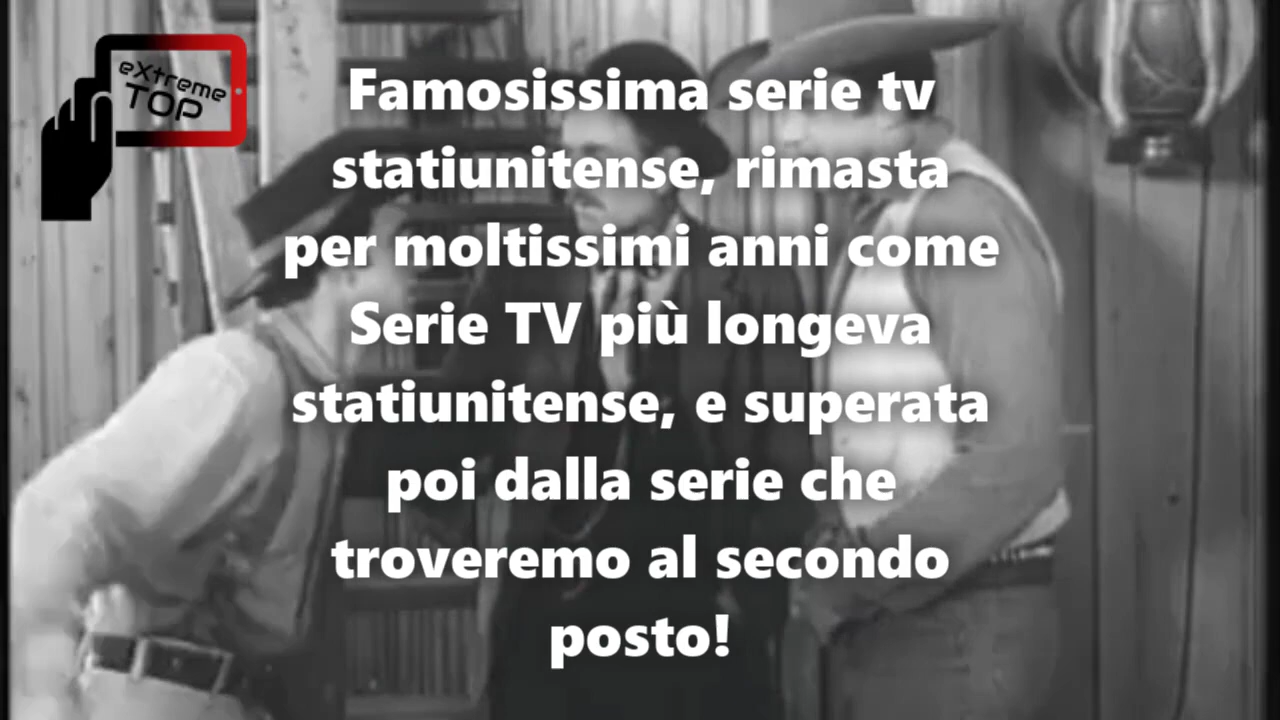 eXtreme
TOP
Famosissima serie tv
statiunitense, rimasta
per moltissimi anni come
Serie TV più longeva
statiunitense, e superata
poi dalla serie che
troveremo al secondo
posto!